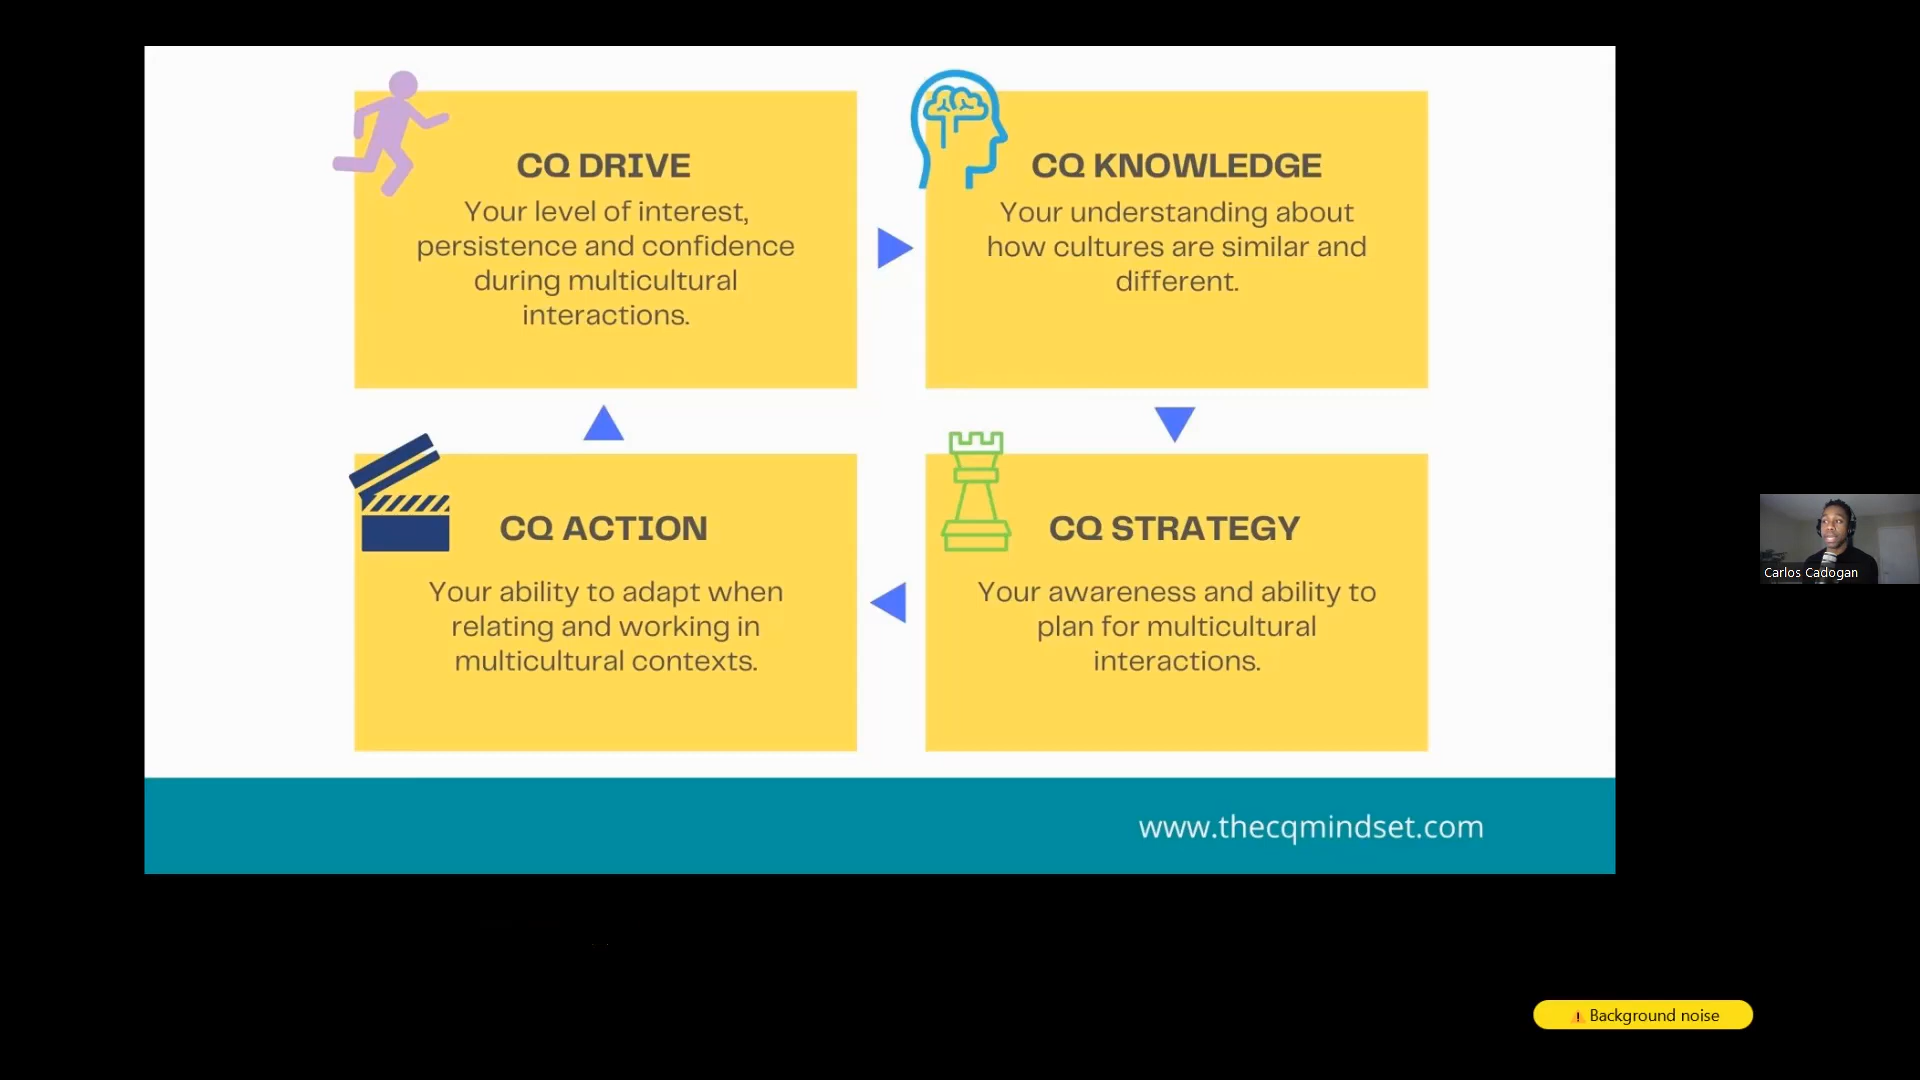 CQ DRIVE
Your level of interest,
persistence and confidence
during multicultural
interactions.
CQ KNOWLEDGE
Your understanding about
how cultures are similar and
different.
CQ ACTION
Your ability to adapt when
relating and working in
multicultural contexts.
CQ STRATEGY
Your awareness and ability to
plan for multicultural
interactions.
www.thecqmindset.com
Carlos Cadogan
Background noise